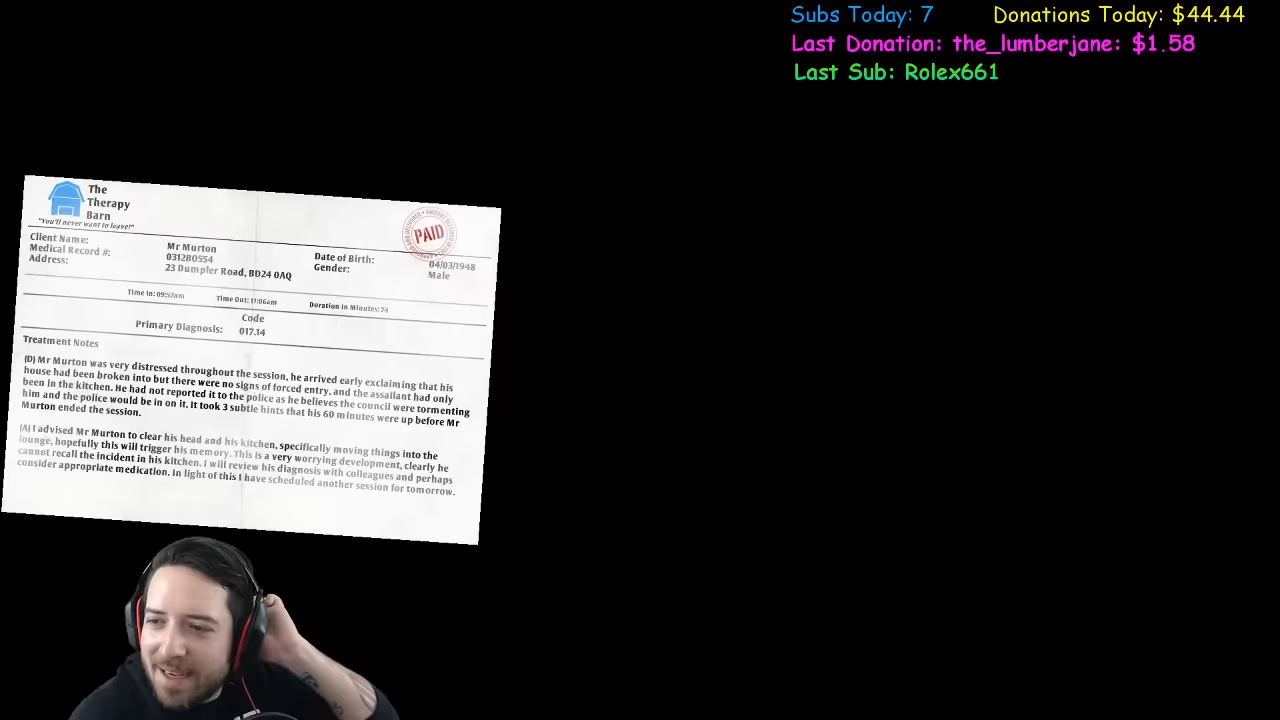 Subs Today: 7
Donations Today: $44.44
Last Donation: the_lumberjane: $1.58
Last Sub: Rolex661
The
Therapy
Barn
"You'll never want to leave!"
PAID
Client Name: Mr Murton
Medical Record #: 0312B0554
Address: 23 Dumpler Road, BD24 0AQ
Date of Birth: 04/03/1948
Gender: Male
Time In: 09:52am Time Out: 11:06am Duration In Minutes: 74
Code
Primary Diagnosis: 017.14
Treatment Notes
(D) Mr Murton was very distressed throughout the session, he arrived early exclaiming that his
house had been broken into but there were no signs of forced entry, and the assailant had only
been in the kitchen. He had not reported it to the police as he believes the council were tormenting
him and the police would be in on it. It took 3 subtle hints that his 60 minutes were up before Mr
Murton ended the session.
(A) I advised Mr Murton to clear his head and his kitchen, specifically moving things into the
lounge, hopefully this will trigger his memory. This is a very worrying development, clearly he
cannot recall the incident in his kitchen. I will review his diagnosis with colleagues and perhaps
consider appropriate medication. In light of this I have scheduled another session for tomorrow.